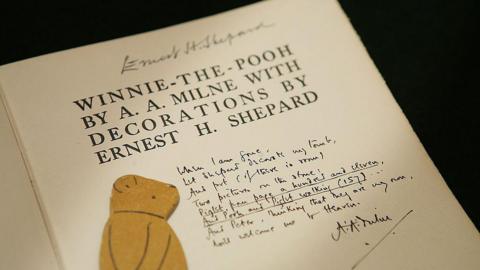 Ernest H. Shepard
WINNIE-THE-POOH
BY A. A. MILNE WITH
DECORATIONS BY
ERNEST H. SHEPARD
When I am gone,
Let Shepard decorate my tomb,
And put (if there is room)
Two pictures on the stone:
Piglet, from page a hundred and eleven,
And Pooh and Piglet walking (157) ...
And Peter, thinking that they are my own,
Will welcome me to Heaven.
A. A. Milne